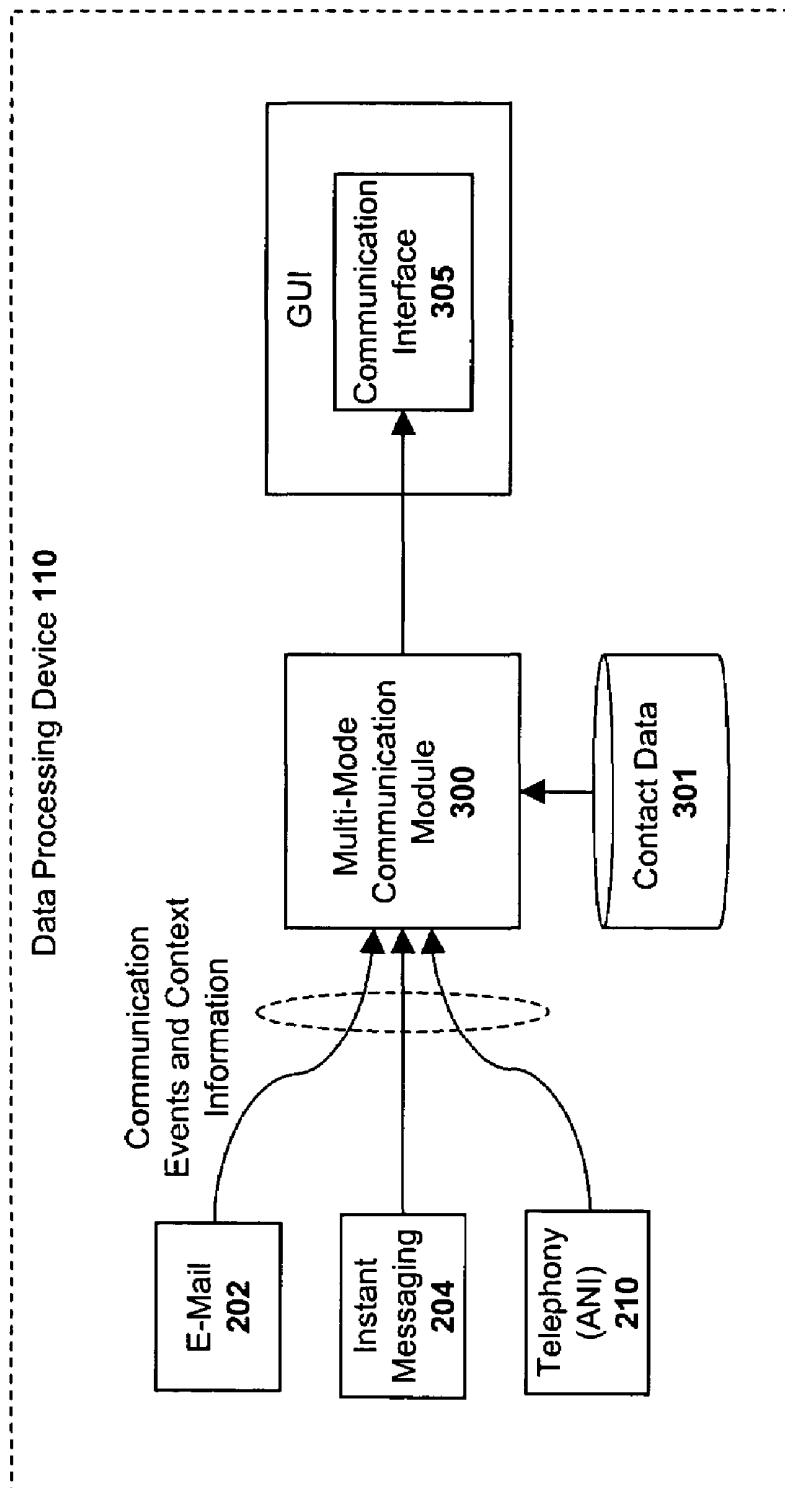 Data Processing Device 110
Communication
Events and Context
Information
E-Mail
202
Instant
Messaging
204
Telephony
(ANI)
210
Multi-Mode
Communication
Module
300
Contact Data
301
GUI
Communication
Interface
305